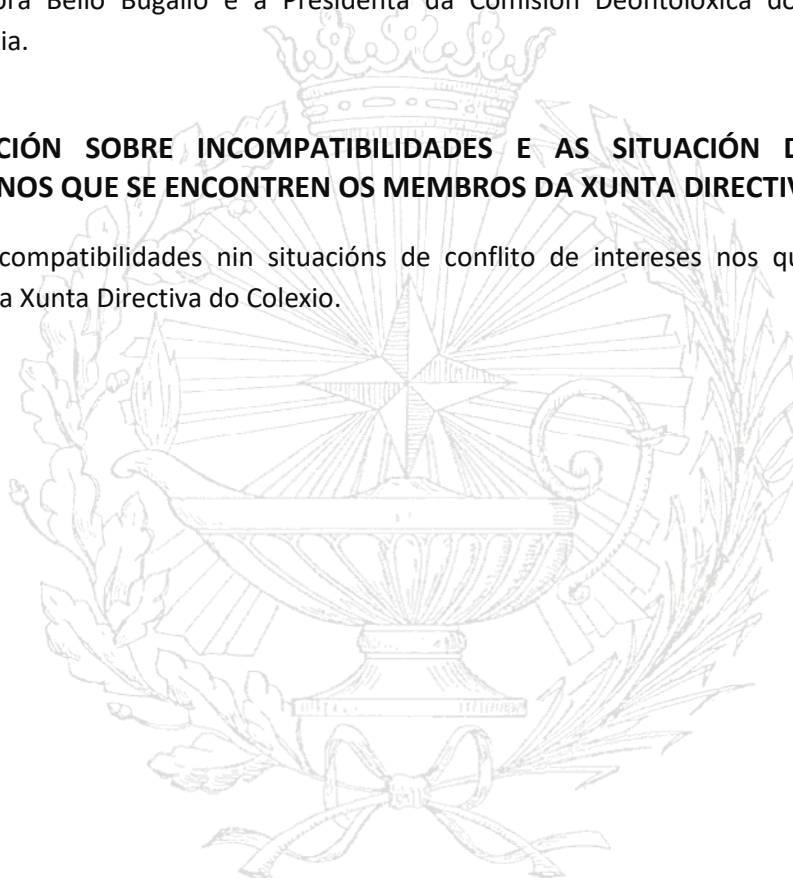 ora Bello Bugallo é a Presidenta da Comisión Deontolóxica do
ia.
CIÓN SOBRE INCOMPATIBILIDADES E AS SITUACIÓN D
NOS QUE SE ENCONTREN OS MEMBROS DA XUNTA DIRECTIV
compatibilidades nin situacións de conflito de intereses nos qu
a Xunta Directiva do Colexio.